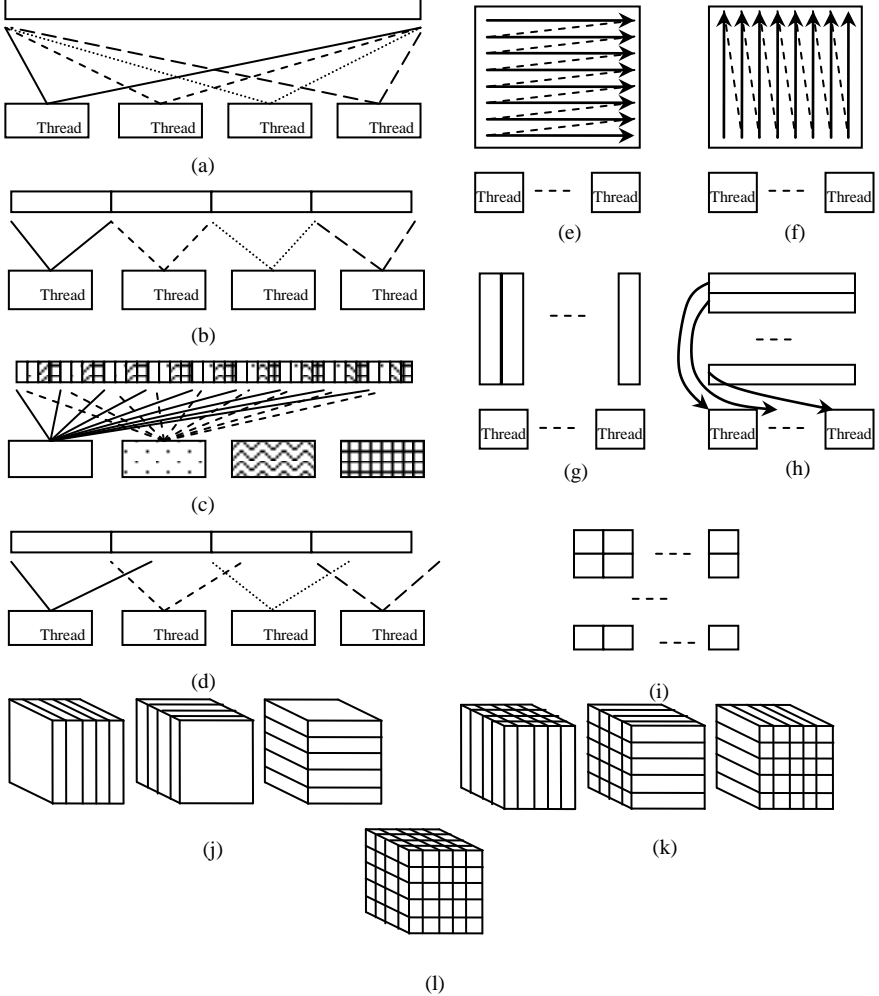 Thread Thread Thread Thread
(a)
Thread Thread Thread Thread
(b)
(c)
Thread Thread Thread Thread
(d)
Thread Thread
(e)
Thread Thread
(f)
Thread Thread
(g)
Thread Thread
(h)
(i)
(j)
(k)
(l)